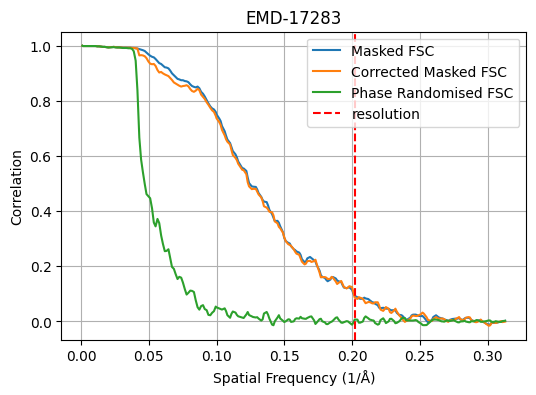 EMD-17283
Masked FSC
Corrected Masked FSC
Phase Randomised FSC
resolution
Correlation
1.0
0.8
0.6
0.4
0.2
0.0
0.00 0.05 0.10 0.15 0.20 0.25 0.30
Spatial Frequency (1/Å)